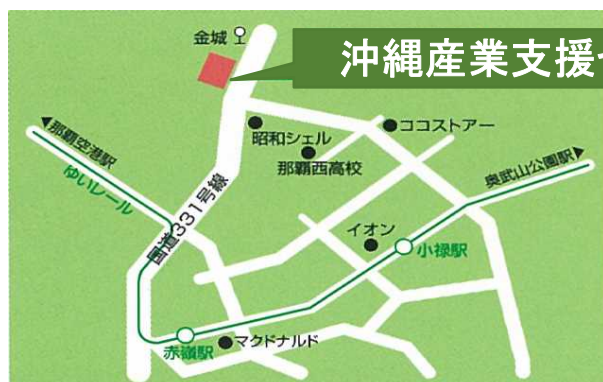 金城
沖縄産業支援
昭和シェル
ココストアー
那覇西高校
◀那覇空港駅
ゆいレール
国道331号線
奥武山公園駅▶
イオン
小禄駅
赤嶺駅
マクドナルド